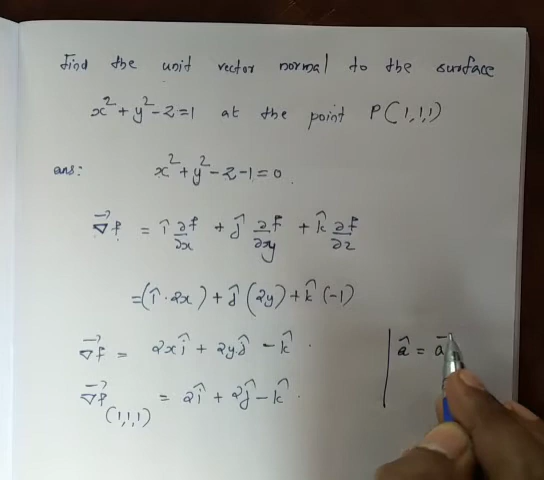 Find the unit vector normal to the surface
x² + y² - z = 1 at the point P(1,1,1)
ans: x² + y² - z - 1 = 0.
∇⃗f = î ∂f/∂x + ĵ ∂f/∂y + k̂ ∂f/∂z
= (î · 2x) + ĵ (2y) + k̂ (-1)
∇⃗f = 2xî + 2yĵ - k̂ .
∇⃗f (1,1,1) = 2î + 2ĵ - k̂ .
â = a⃗